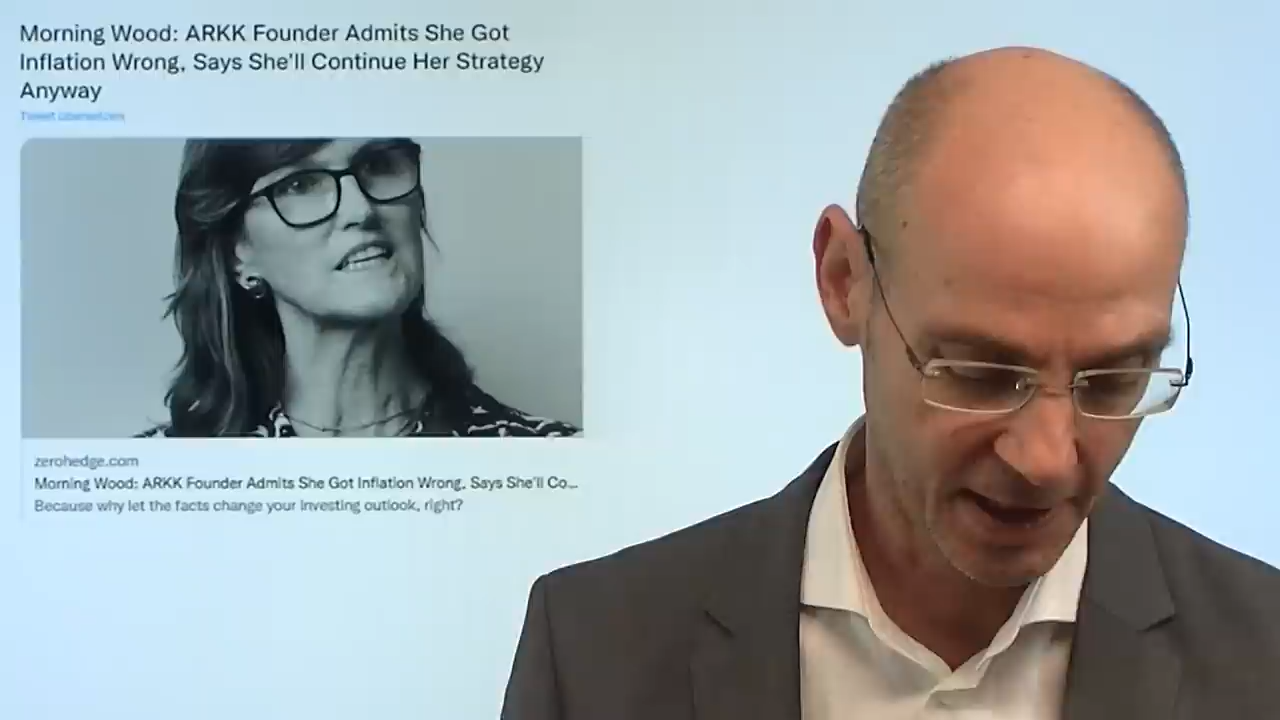 Morning Wood: ARKK Founder Admits She Got
Inflation Wrong, Says She'll Continue Her Strategy
Anyway
Tweet übersetzen
zerohedge.com
Morning Wood: ARKK Founder Admits She Got Inflation Wrong, Says She'll Co...
Because why let the facts change your investing outlook, right?